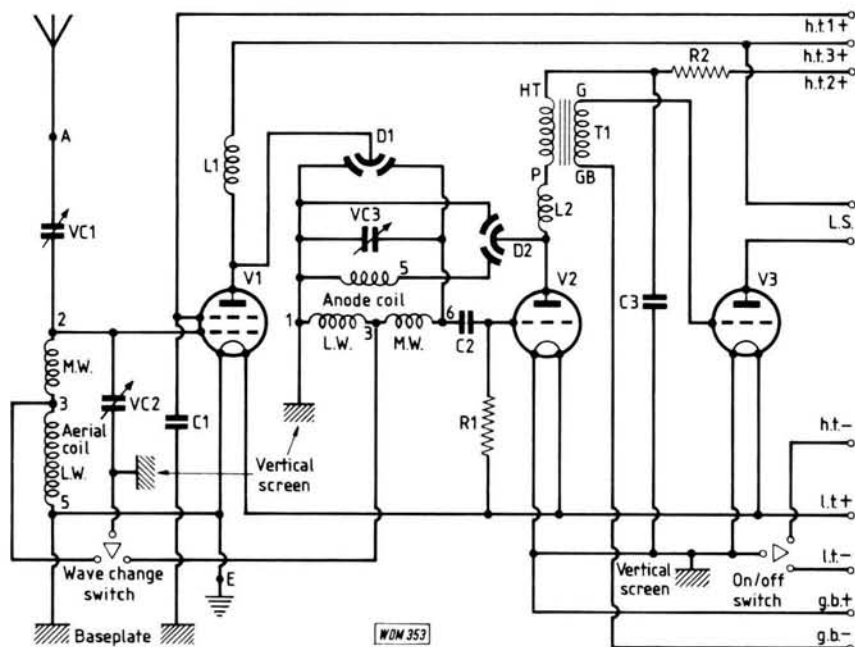 h.t.1+
h.t.3+
R2
h.t.2+
HT
G
A
D1
T1
L1
P
GB
VC1
VC3
L2
L.S.
D2
V1
5
V2
C3
V3
2
Anode coil
1
6
L.W.
3
M.W.
C2
M.W.
VC2
3
C1
R1
h.t.–
Aerial
coil
Vertical
screen
L.W.
5
l.t.+
Wave change
switch
E
Vertical
screen
On/off
switch
l.t.–
g.b.+
Baseplate
WDM 353
g.b.–